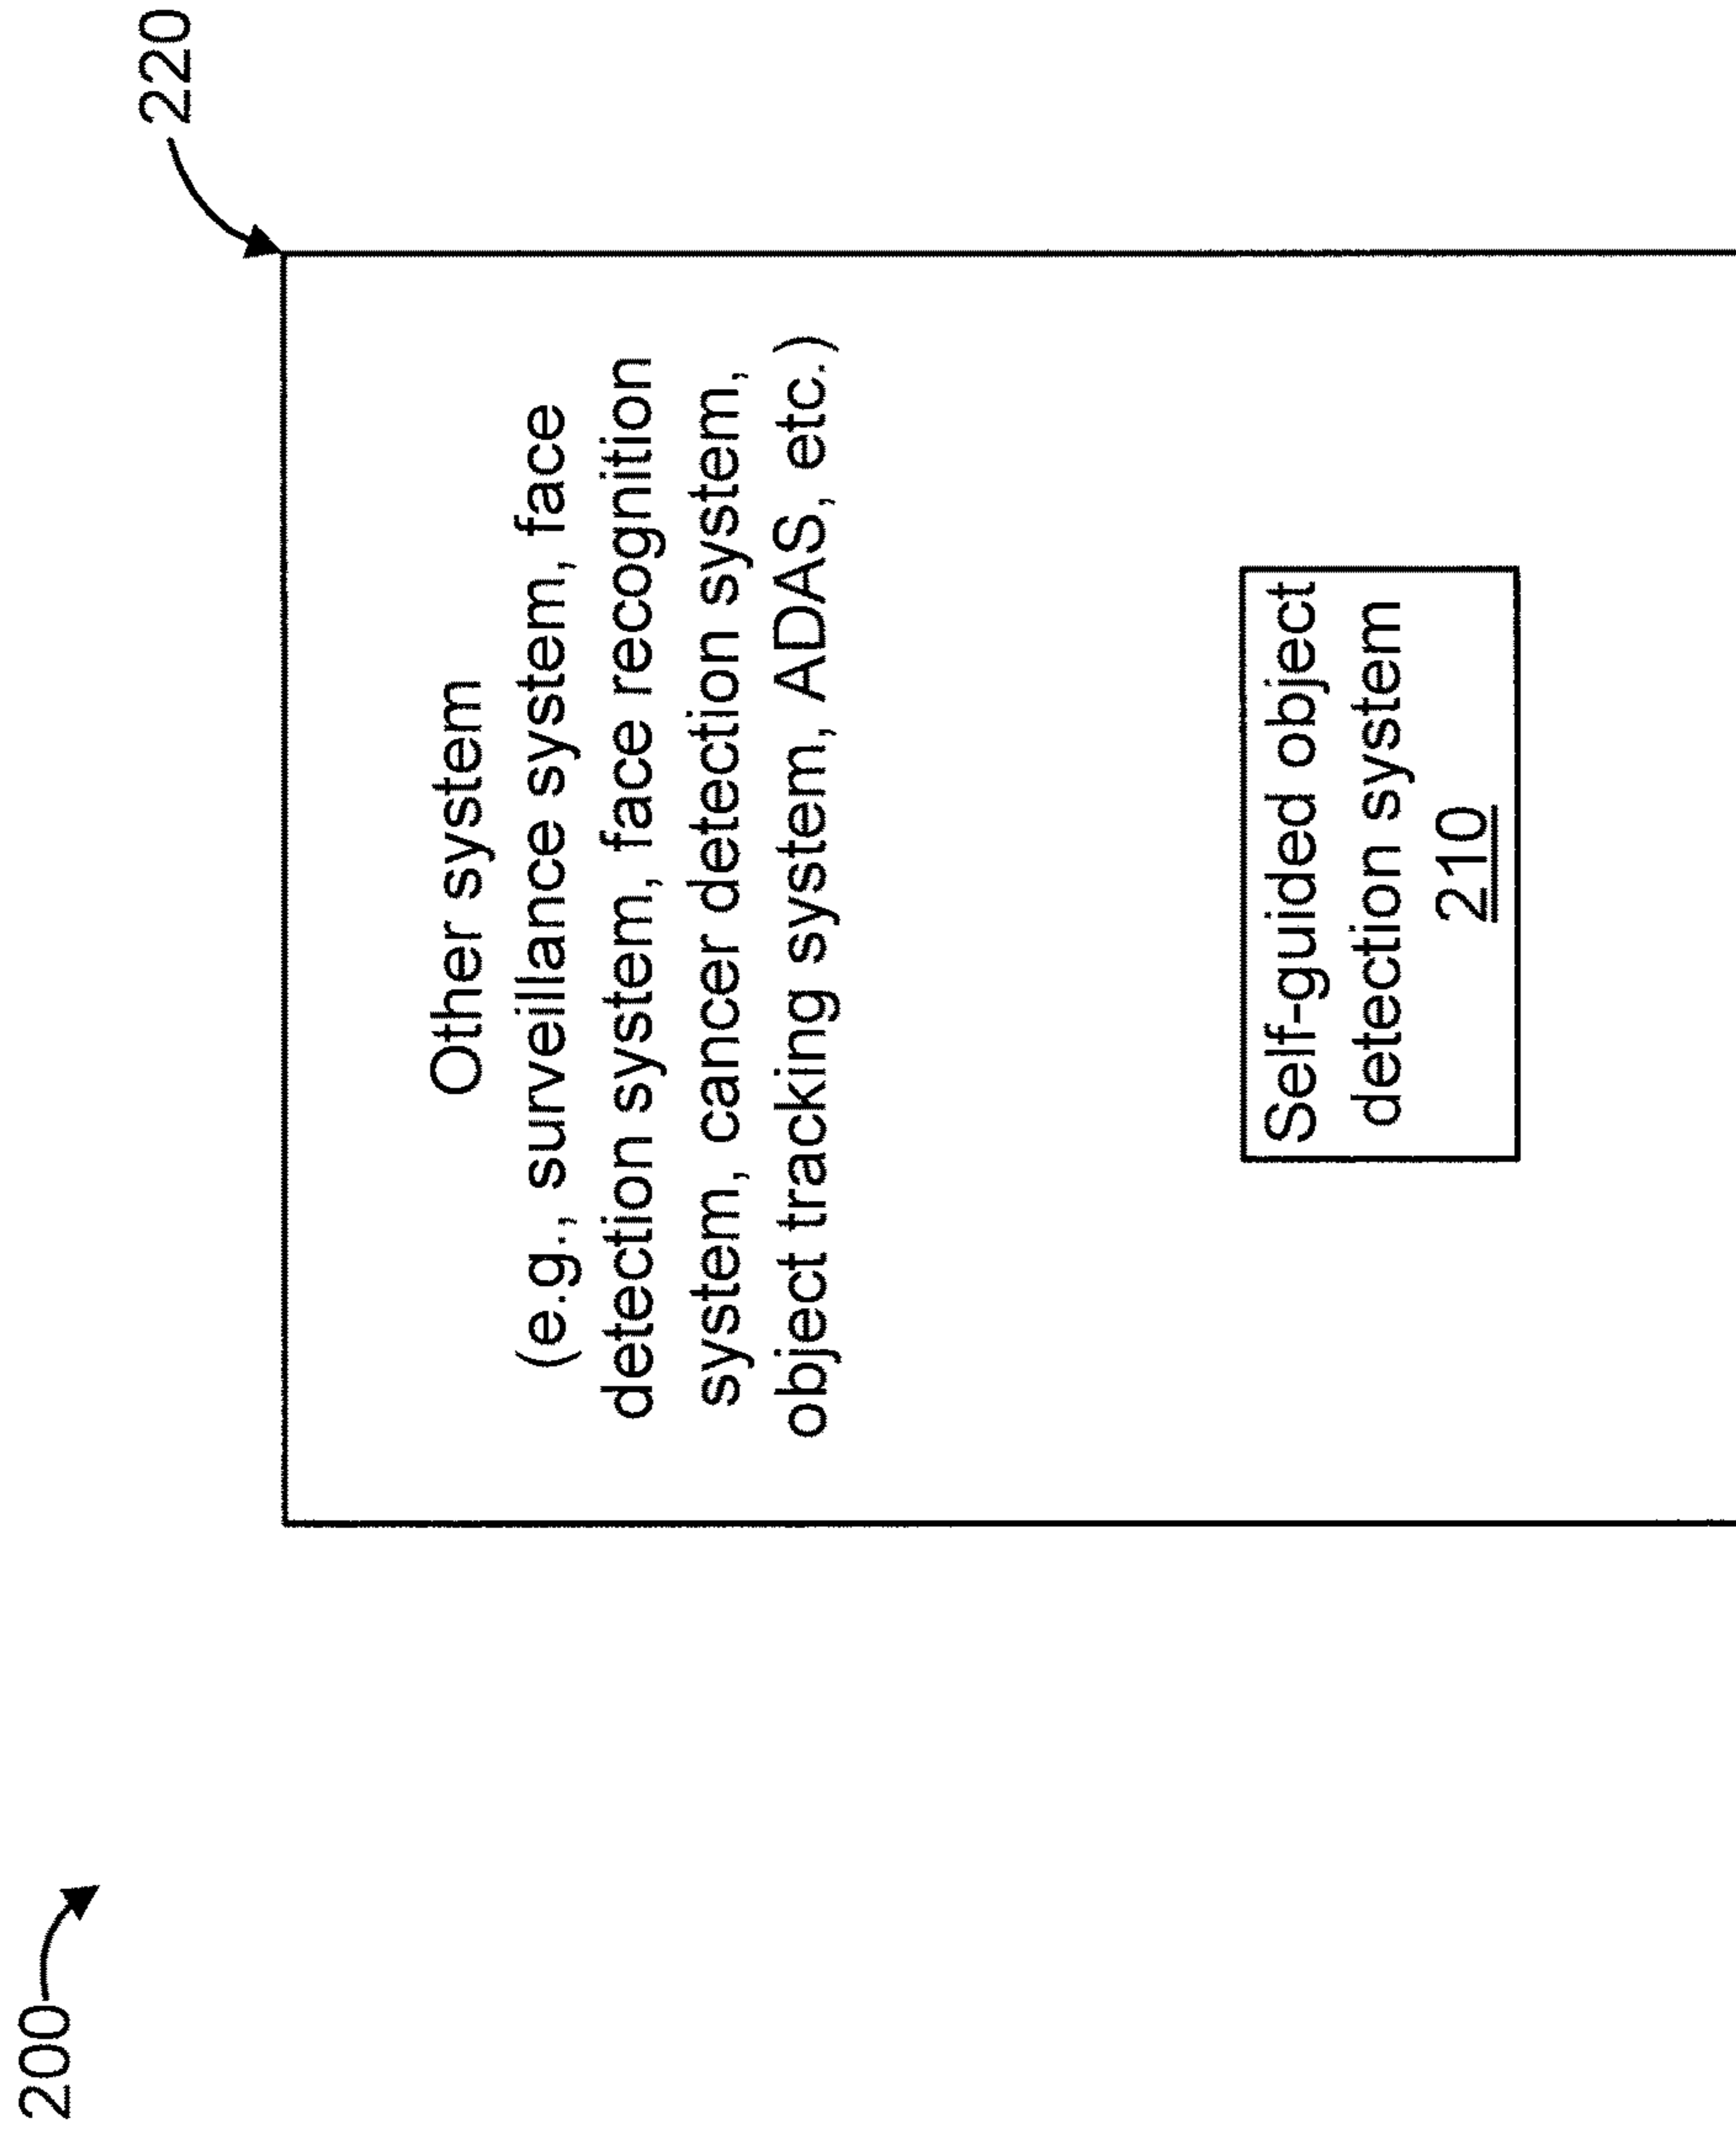 200
220
Other system
(e.g., surveillance system, face
detection system, face recognition
system, cancer detection system,
object tracking system, ADAS, etc.)
Self-guided object
detection system
210